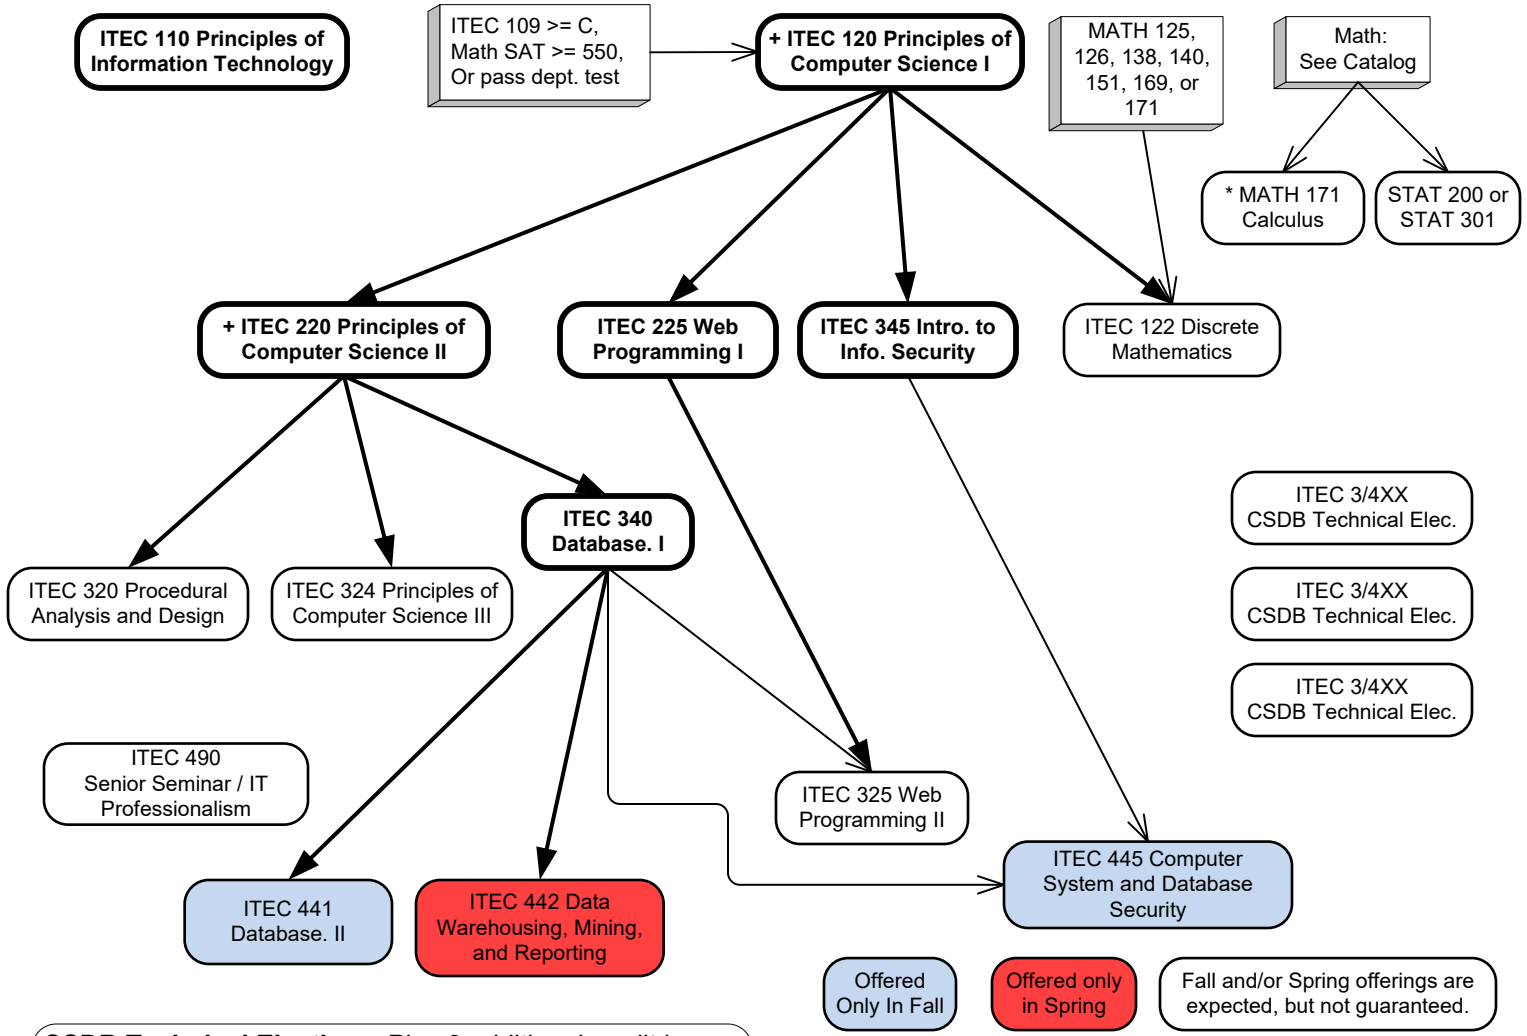 ITEC 110 Principles of
Information Technology
ITEC 109 >= C,
Math SAT >= 550,
Or pass dept. test
+ ITEC 120 Principles of
Computer Science I
MATH 125,
126, 138, 140,
151, 169, or
171
Math:
See Catalog
* MATH 171
Calculus
STAT 200 or
STAT 301
+ ITEC 220 Principles of
Computer Science II
ITEC 225 Web
Programming I
ITEC 345 Intro. to
Info. Security
ITEC 122 Discrete
Mathematics
ITEC 340
Database. I
ITEC 3/4XX
CSDB Technical Elec.
ITEC 320 Procedural
Analysis and Design
ITEC 324 Principles of
Computer Science III
ITEC 3/4XX
CSDB Technical Elec.
ITEC 3/4XX
CSDB Technical Elec.
ITEC 490
Senior Seminar / IT
Professionalism
ITEC 325 Web
Programming II
ITEC 445 Computer
System and Database
Security
ITEC 441
Database. II
ITEC 442 Data
Warehousing, Mining,
and Reporting
Offered
Only In Fall
Offered only
in Spring
Fall and/or Spring offerings are
expected, but not guaranteed.